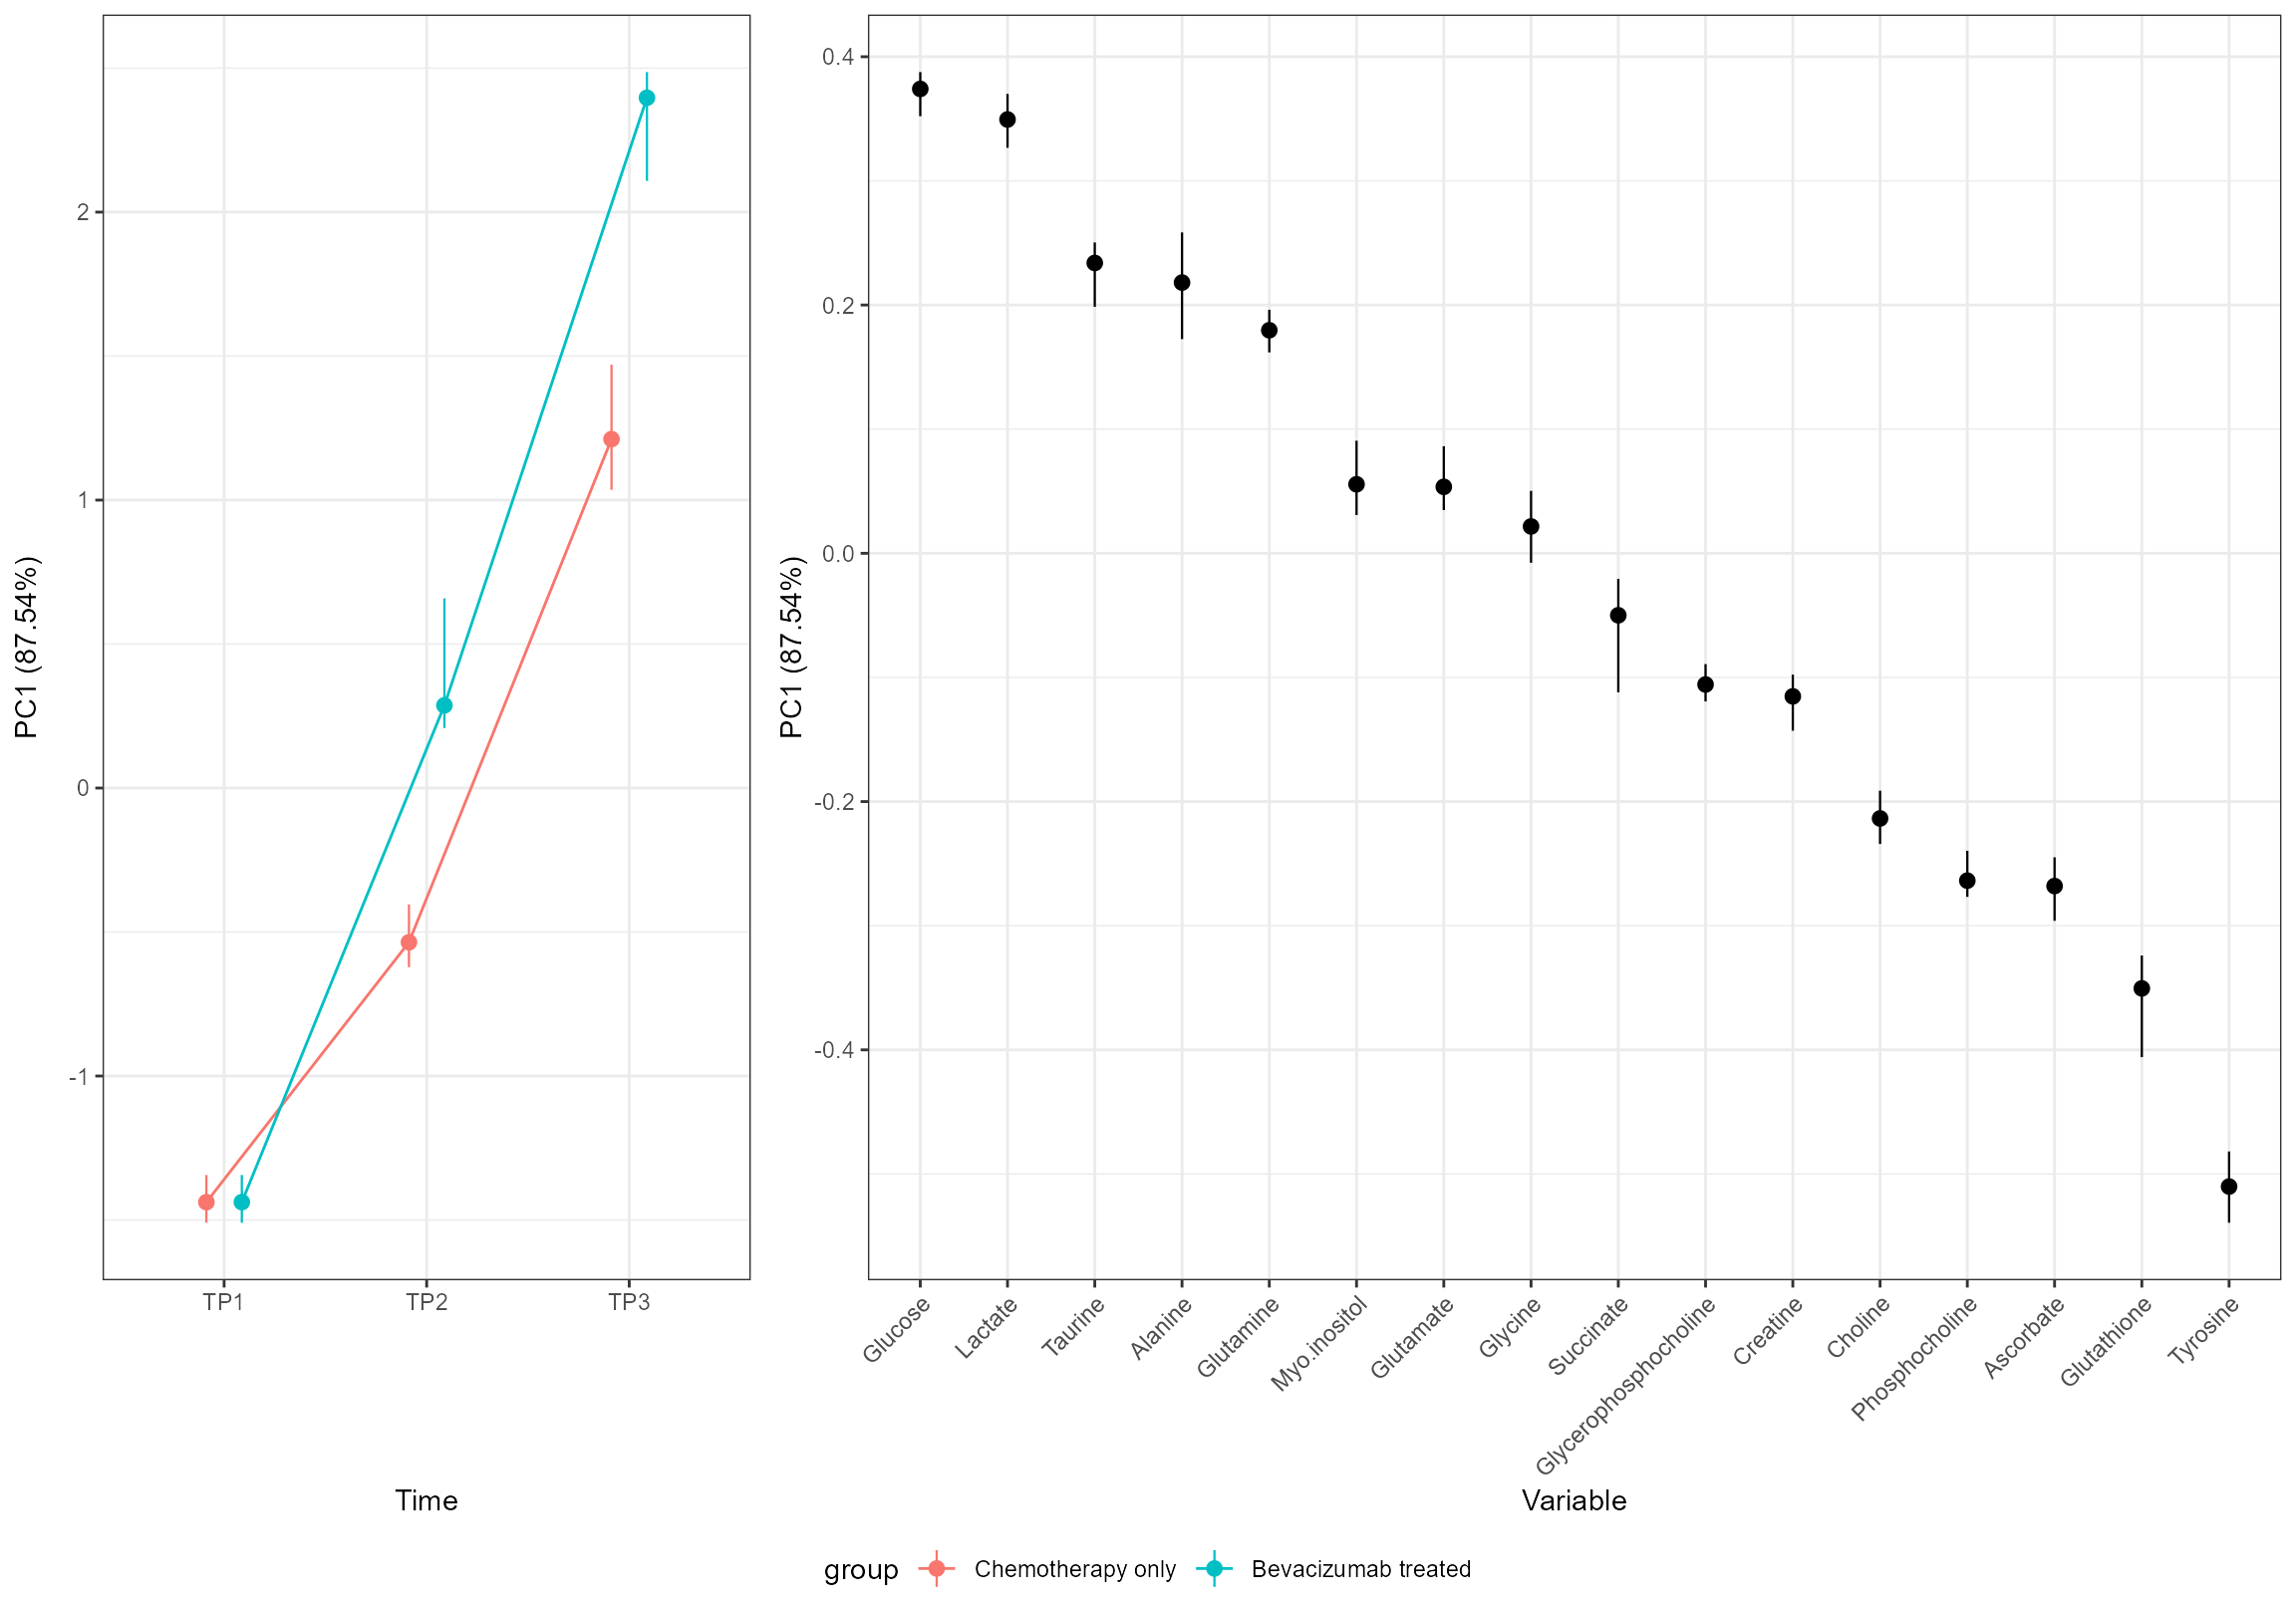 PC1 (87.54%)
2
1
0
-1
TP1 TP2 TP3
Time
PC1 (87.54%)
0.4
0.2
0.0
-0.2
-0.4
Glucose
Lactate
Taurine
Alanine
Glutamine
Myo.inositol
Glutamate
Glycine
Succinate
Glycerophosphocholine
Creatine
Choline
Phosphocholine
Ascorbate
Glutathione
Tyrosine
Variable
group Chemotherapy only Bevacizumab treated